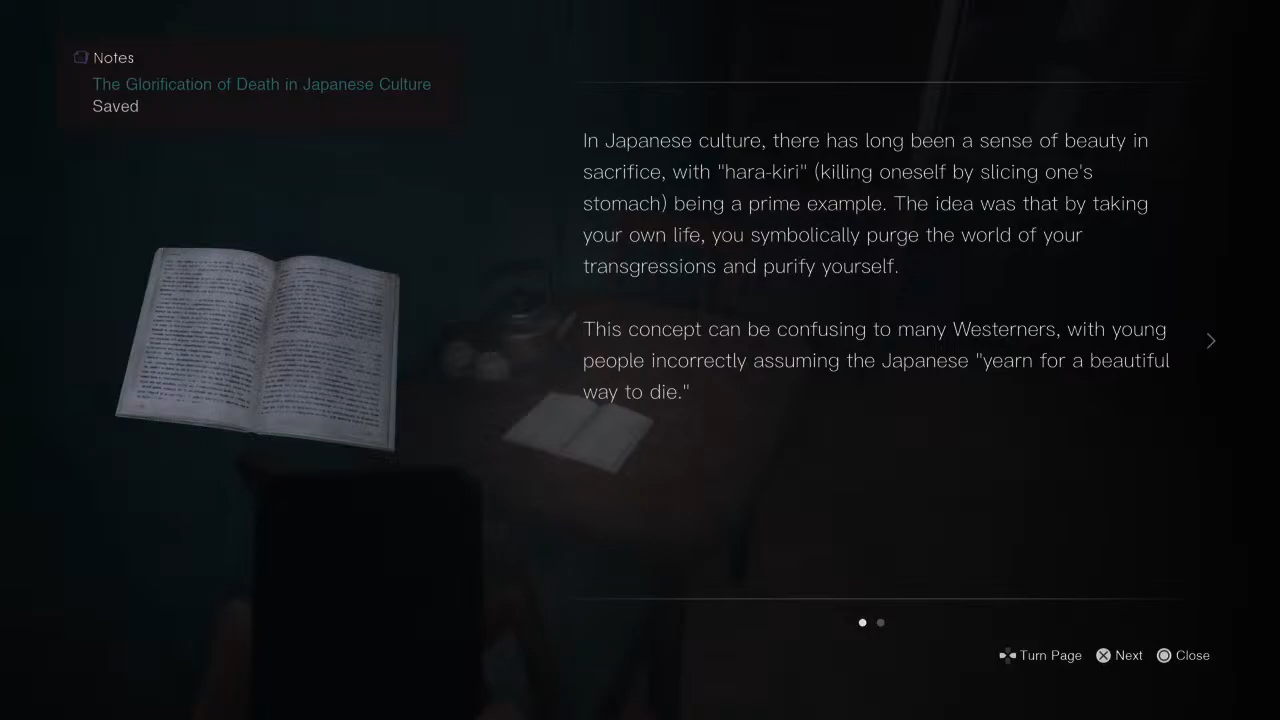 Notes
The Glorification of Death in Japanese Culture
Saved
In Japanese culture, there has long been a sense of beauty in
sacrifice, with "hara-kiri" (killing oneself by slicing one's
stomach) being a prime example. The idea was that by taking
your own life, you symbolically purge the world of your
transgressions and purify yourself.
This concept can be confusing to many Westerners, with young
people incorrectly assuming the Japanese "yearn for a beautiful
way to die."
Turn Page Next Close